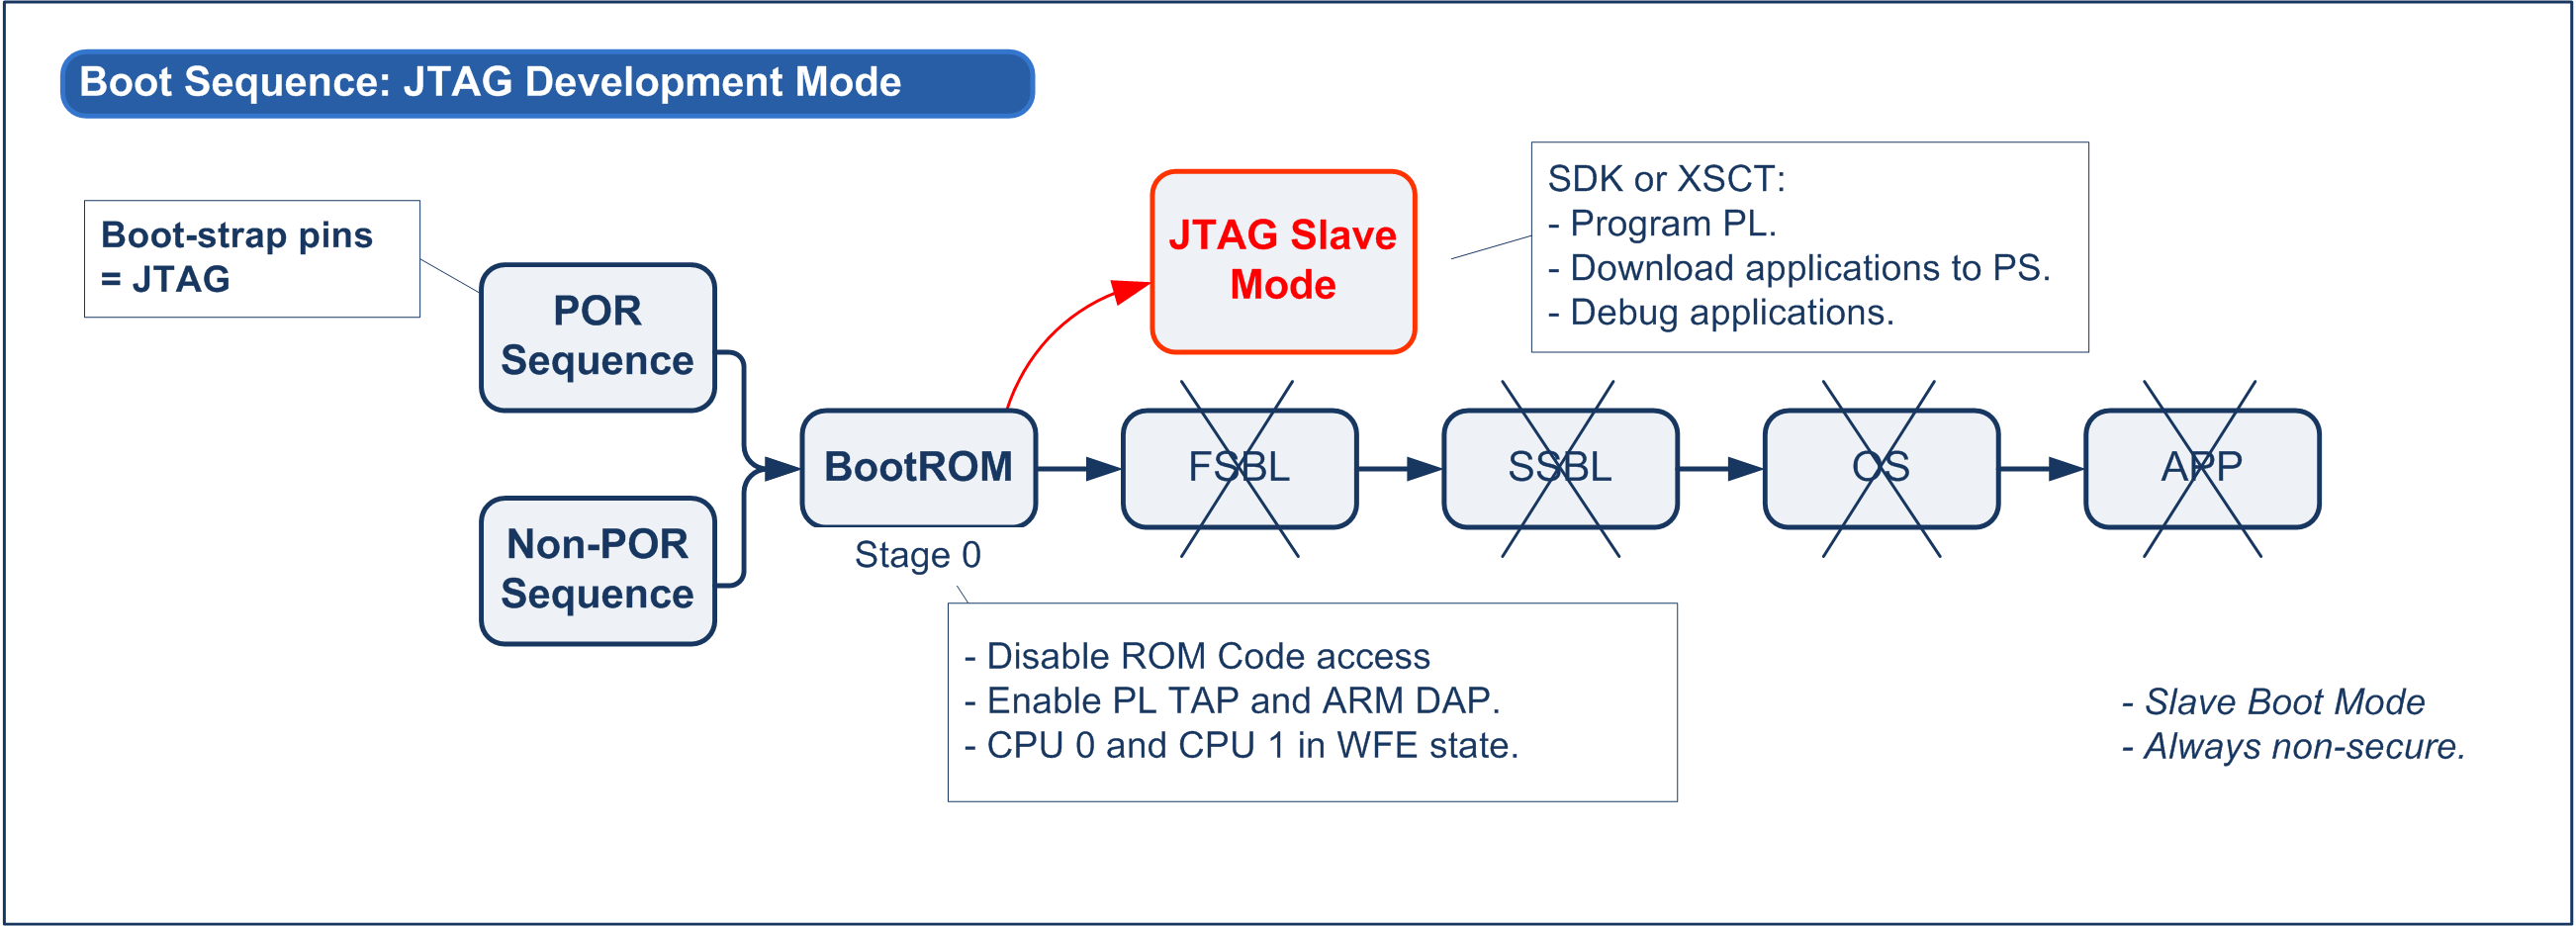 Boot Sequence: JTAG Development Mode
Boot-strap pins
= JTAG
POR
Sequence
Non-POR
Sequence
BootROM
Stage 0
JTAG Slave
Mode
SDK or XSCT:
- Program PL.
- Download applications to PS.
- Debug applications.
FSBL
SSBL
OS
APP
- Disable ROM Code access
- Enable PL TAP and ARM DAP.
- CPU 0 and CPU 1 in WFE state.
- Slave Boot Mode
- Always non-secure.